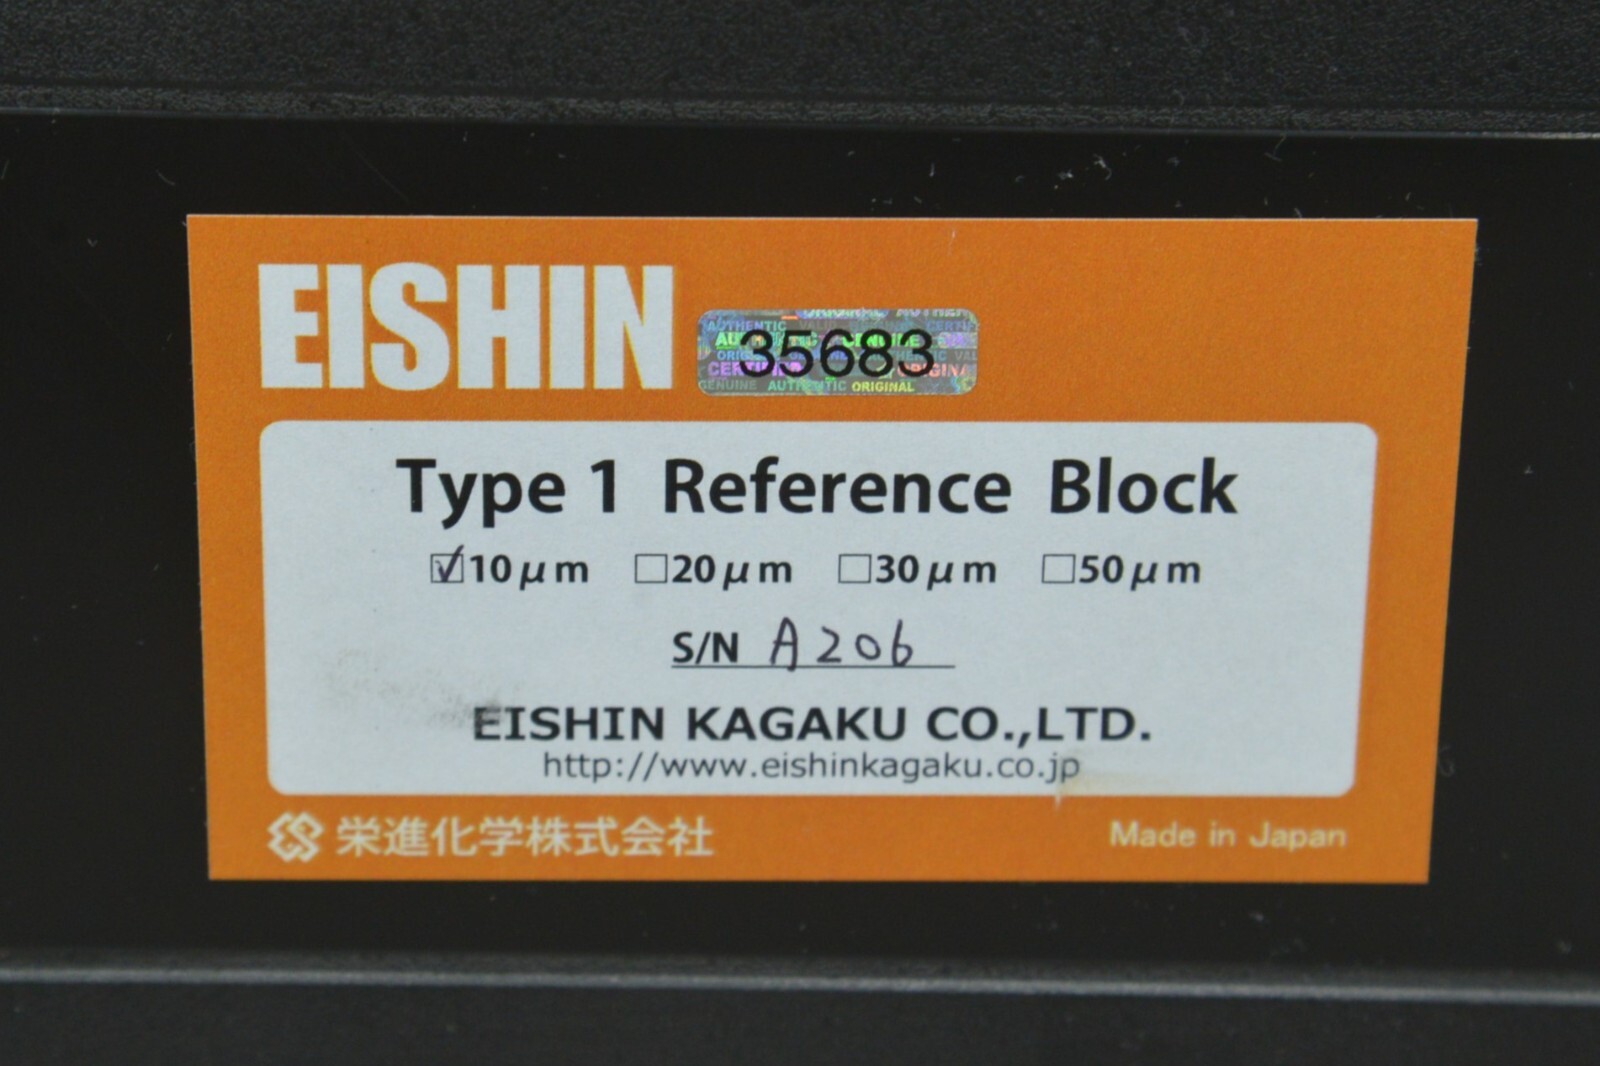 EISHIN
35683
Type 1 Reference Block
☑10μm ☐20μm ☐30μm ☐50μm
S/N A206
EISHIN KAGAKU CO.,LTD.
http://www.eishinkagaku.co.jp
栄進化学株式会社
Made in Japan